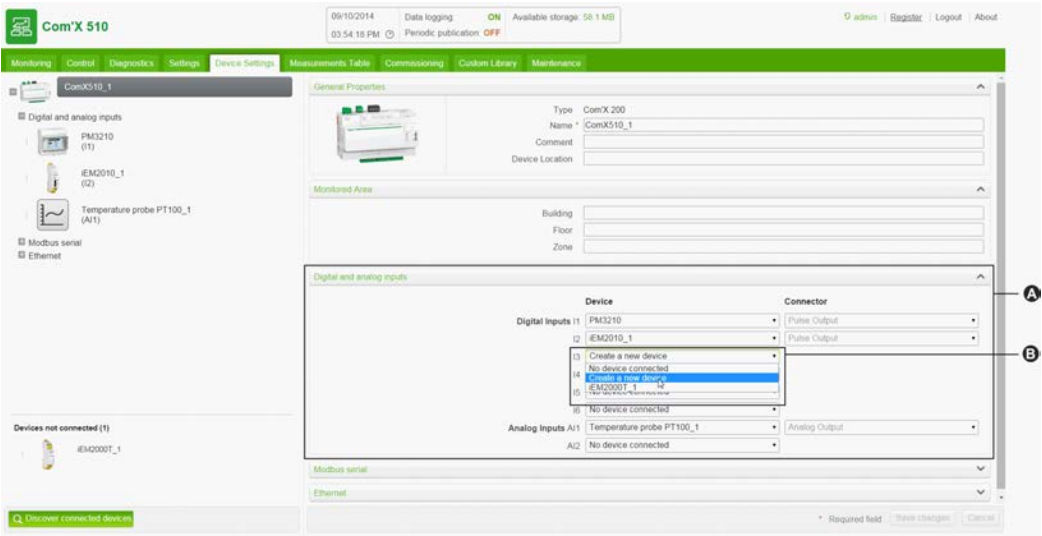 Com'X 510
09/10/2014
03:54:18 PM
Data logging: ON
Periodic publication: OFF
Available storage: 58.1 MB
admin Register Logout About
Monitoring Control Diagnostics Settings Device Settings Measurements Table Commissioning Custom Library Maintenance
ComX510_1
Digital and analog inputs
PM3210
(I1)
iEM2010_1
(I2)
Temperature probe PT100_1
(AI1)
Modbus serial
Ethernet
Devices not connected (1)
iEM2000T_1
Discover connected devices
General Properties
Type Com'X 200
Name * ComX510_1
Comment
Device Location
Monitored Area
Building
Floor
Zone
Digital and analog inputs
Device Connector
Digital Inputs I1 PM3210 Pulse Output
I2 iEM2010_1 Pulse Output
I3 Create a new device
No device connected
I4 Create a new device
iEM2000T_1
I5 No device connected
I6 No device connected
Analog Inputs AI1 Temperature probe PT100_1 Analog Output
AI2 No device connected
Modbus serial
Ethernet
* Required field Save changes Cancel
A
B